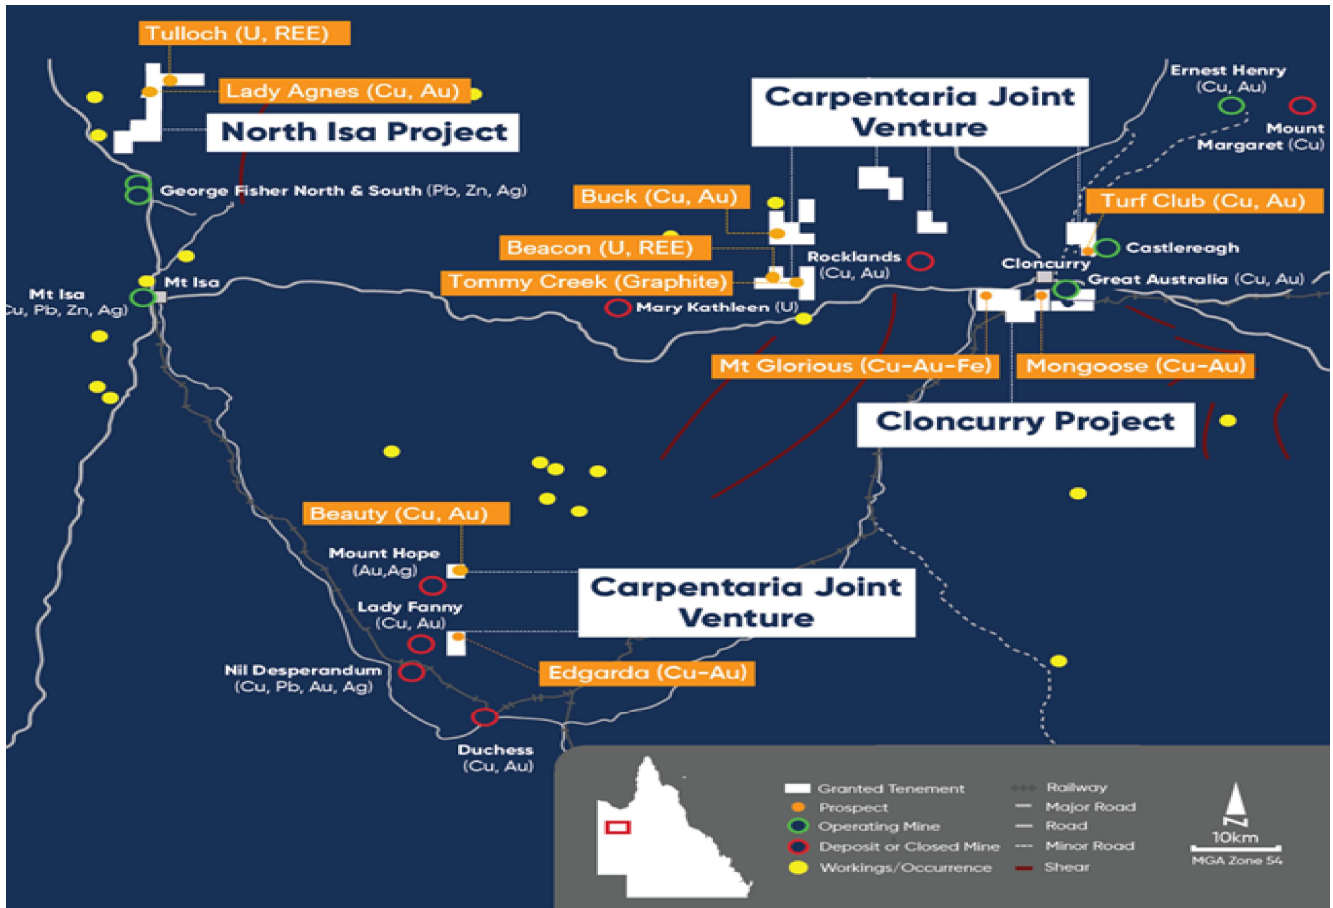 Tulloch (U, REE)
Lady Agnes (Cu, Au)
North Isa Project
George Fisher North & South (Pb, Zn, Ag)
Mt Isa
Mt Isa
Cu, Pb, Zn, Ag)
Carpentaria Joint
Venture
Ernest Henry
(Cu, Au)
Mount
Margaret (Cu)
Buck (Cu, Au)
Turf Club (Cu, Au)
Beacon (U, REE)
Rocklands
(Cu, Au)
Castlereagh
Cloncurry
Tommy Creek (Graphite)
Great Australia (Cu, Au)
Mary Kathleen (U)
Mt Glorious (Cu-Au-Fe)
Mongoose (Cu-Au)
Cloncurry Project
Beauty (Cu, Au)
Mount Hope
(Au,Ag)
Carpentaria Joint
Venture
Lady Fanny
(Cu, Au)
Nil Desperandum
(Cu, Pb, Au, Ag)
Edgarda (Cu-Au)
Duchess
(Cu, Au)
Granted Tenement
Prospect
Operating Mine
Deposit or Closed Mine
Workings/Occurrence
Railway
Major Road
Road
Minor Road
Shear
N
10km
MGA Zone 54